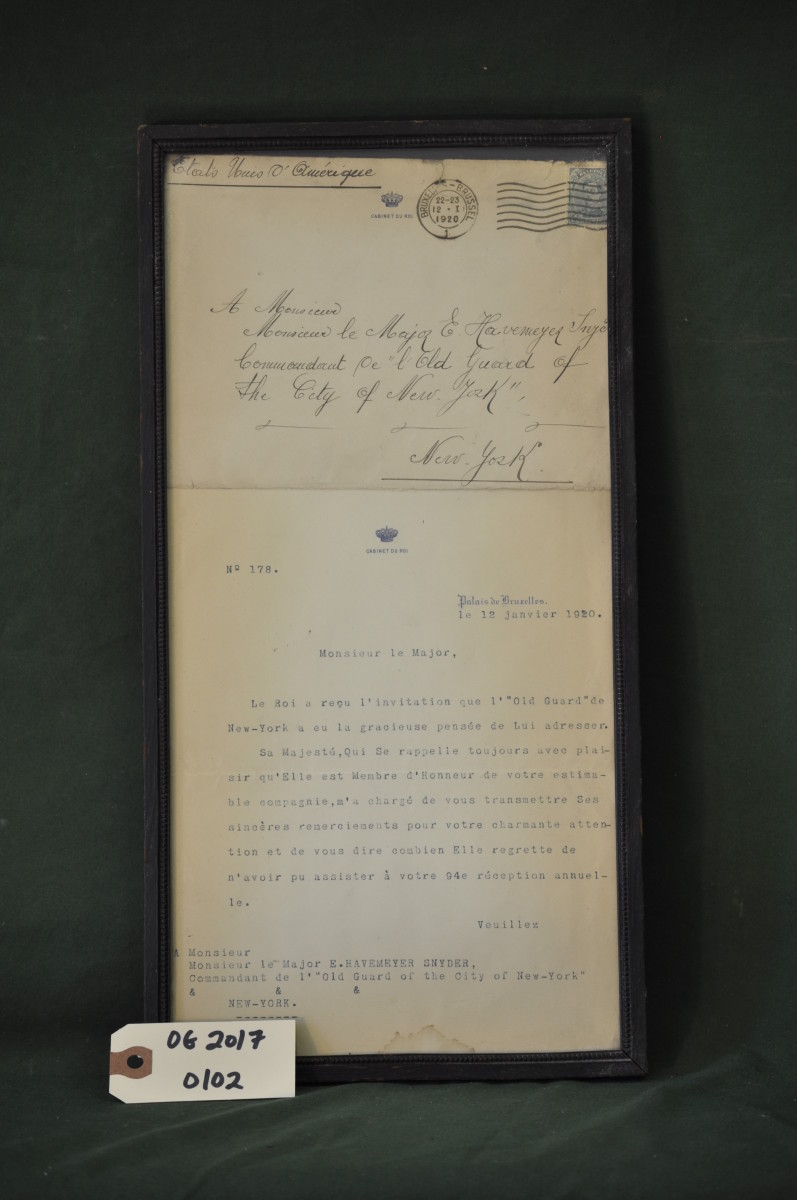 Etats Unis d'Amérique
CABINET DU ROI
BRUXELLES-BRUSSEL
22-23
12 · I
1920
1
A Monsieur
Monsieur le Major E Havemeyer
Commandant de "l'Old Guard of
the City of New. York",
New. York.
CABINET DU ROI
Nº 178.
Palais de Bruxelles.
le 12 janvier 1920.
Monsieur le Major,
Le Roi a reçu l'invitation que l'"Old Guard"de
New-York a eu la gracieuse pensée de Lui adresser.
Sa Majesté,Qui Se rappelle toujours avec plai-
sir qu'Elle est Membre d'Honneur de votre estima-
ble compagnie,m'a chargé de vous transmettre Ses
sincères remerciements pour votre charmante atten-
tion et de vous dire combien Elle regrette de
n'avoir pu assister à votre 94e réception annuel-
le.
Veuillez
A Monsieur
Monsieur le Major E.HAVEMEYER SNYDER,
Commandant de l'"Old Guard of the City of New-York"
& & &
NEW-YORK.
OG 2017
0102